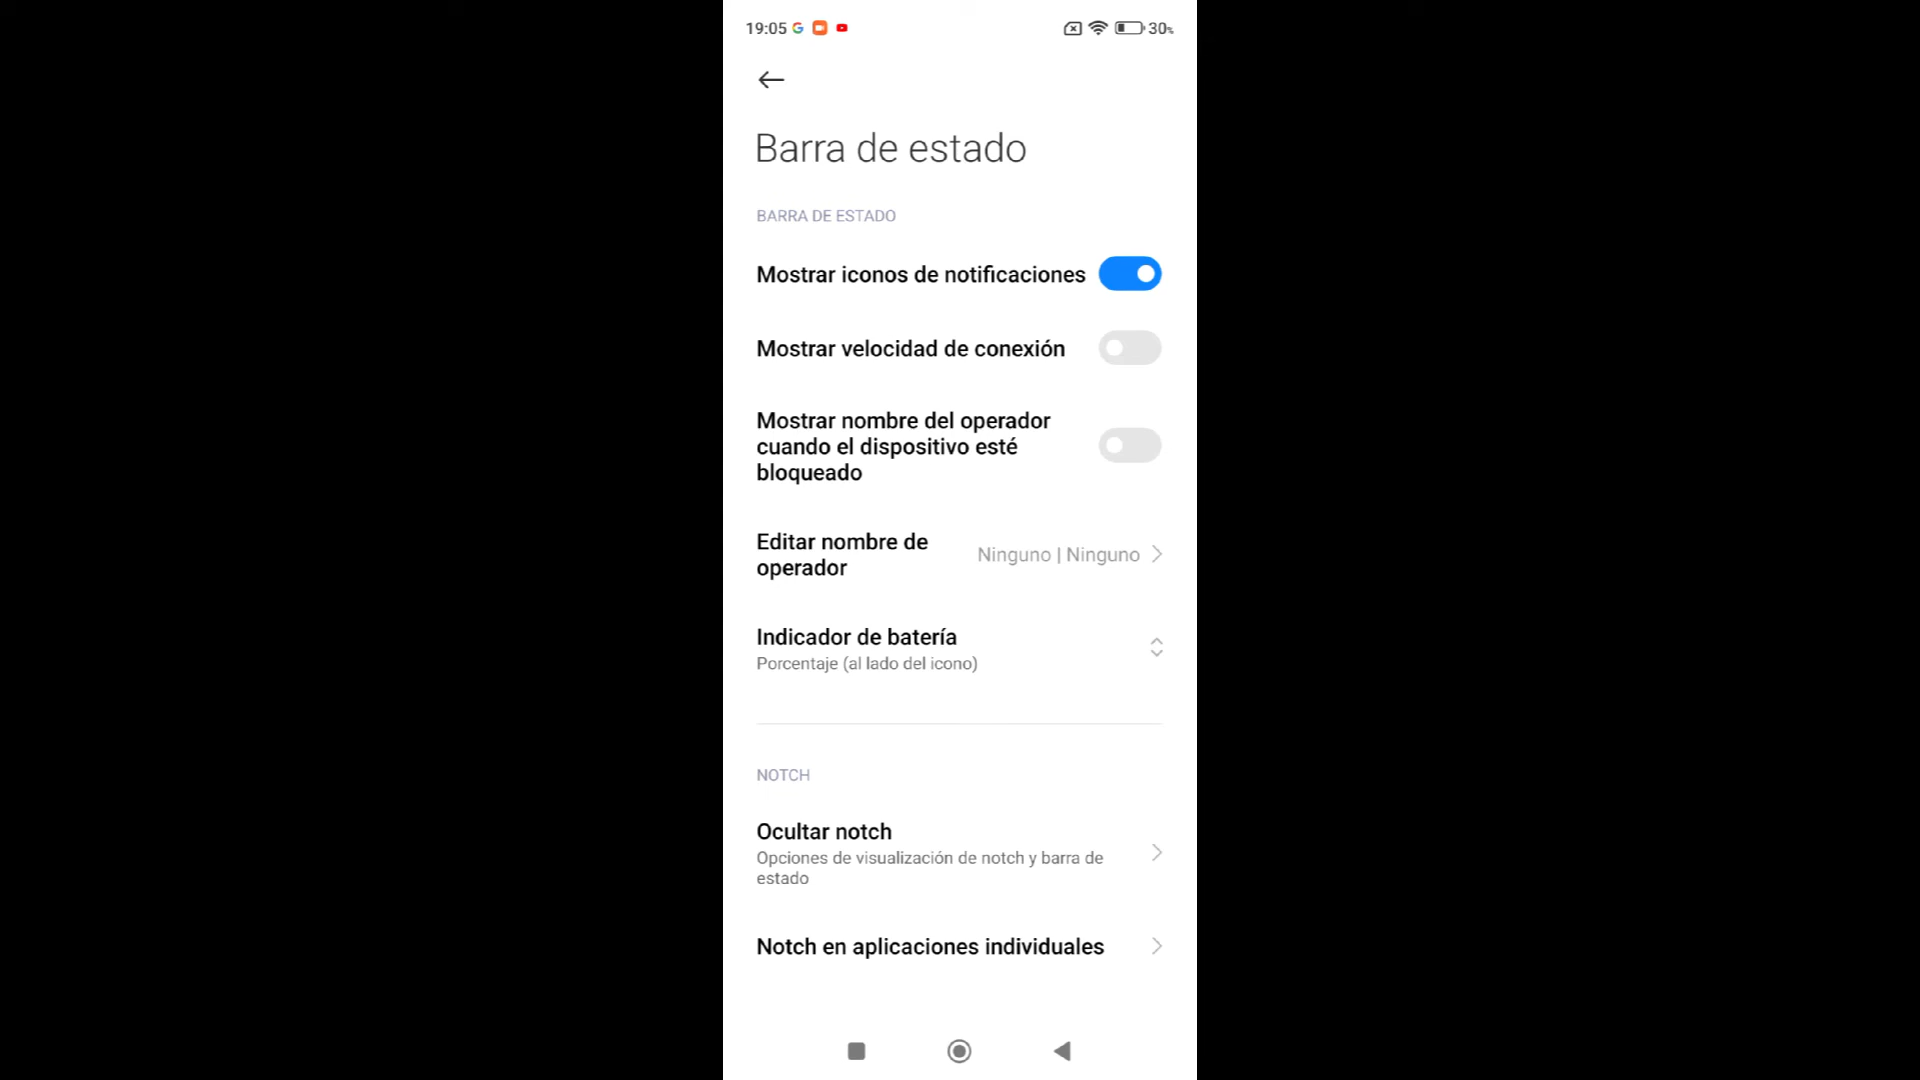 19:05
30%
Barra de estado
BARRA DE ESTADO
Mostrar iconos de notificaciones
Mostrar velocidad de conexión
Mostrar nombre del operador
cuando el dispositivo esté
bloqueado
Editar nombre de
operador
Ninguno | Ninguno
Indicador de batería
Porcentaje (al lado del icono)
NOTCH
Ocultar notch
Opciones de visualización de notch y barra de
estado
Notch en aplicaciones individuales